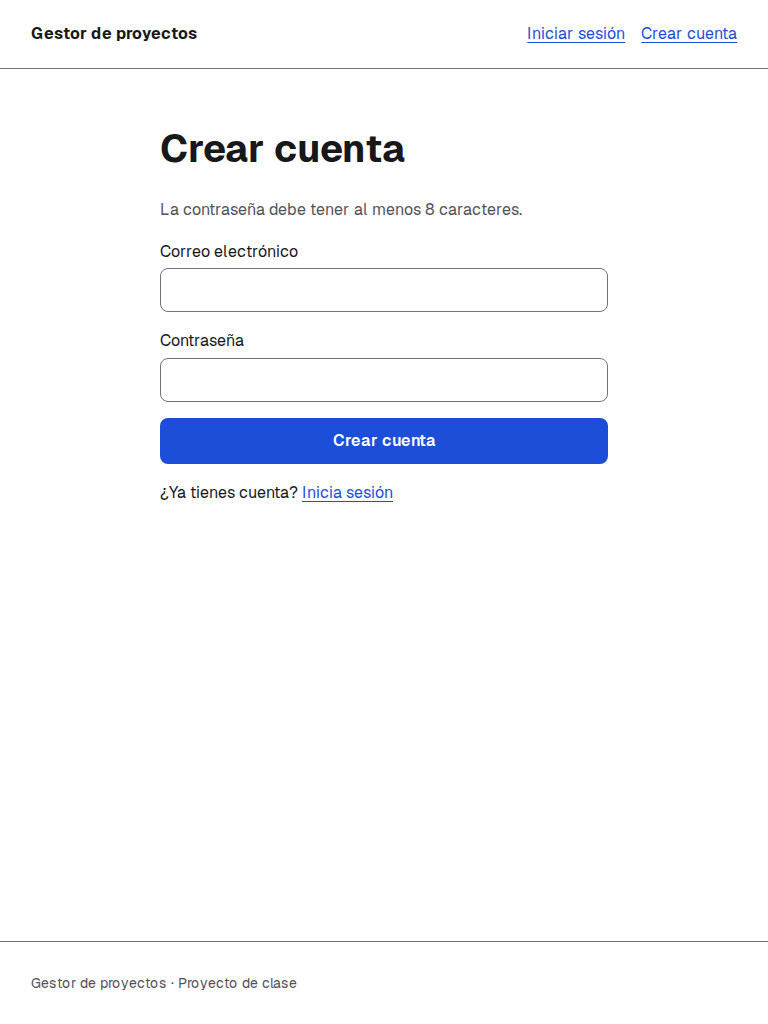 Gestor de proyectos
Iniciar sesión Crear cuenta
Crear cuenta
La contraseña debe tener al menos 8 caracteres.
Correo electrónico
Contraseña
Crear cuenta
¿Ya tienes cuenta? Inicia sesión
Gestor de proyectos · Proyecto de clase